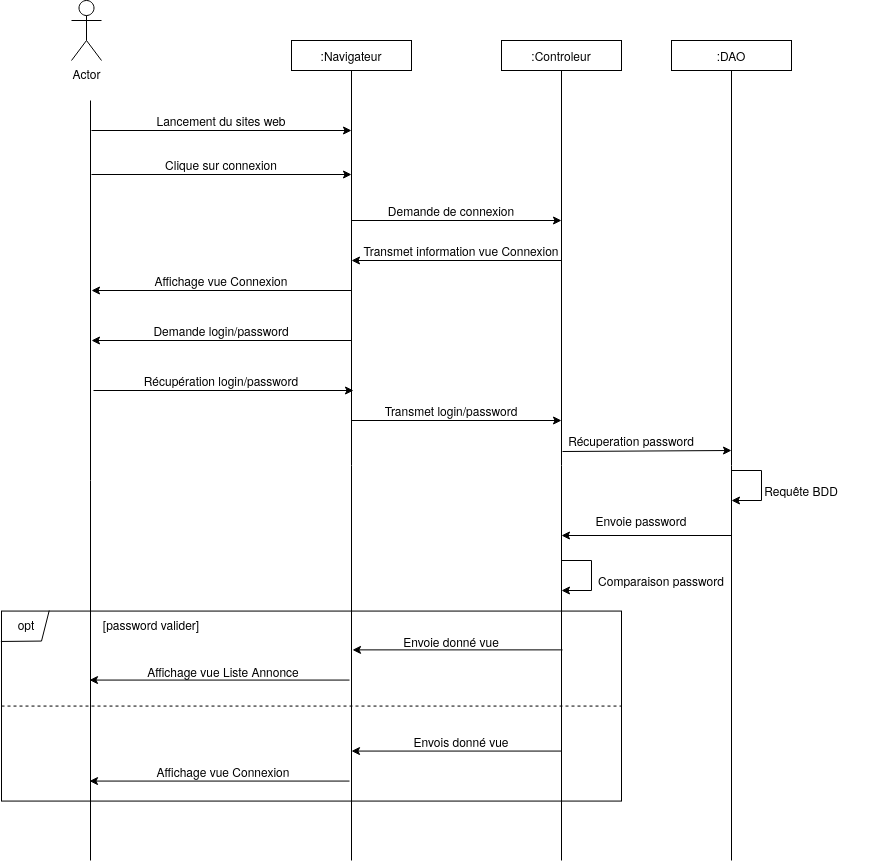 Actor
:Navigateur
:Controleur
:DAO
Lancement du sites web
Clique sur connexion
Demande de connexion
Transmet information vue Connexion
Affichage vue Connexion
Demande login/password
Récupération login/password
Transmet login/password
Récuperation password
Requête BDD
Envoie password
Comparaison password
opt
[password valider]
Envoie donné vue
Affichage vue Liste Annonce
Envois donné vue
Affichage vue Connexion